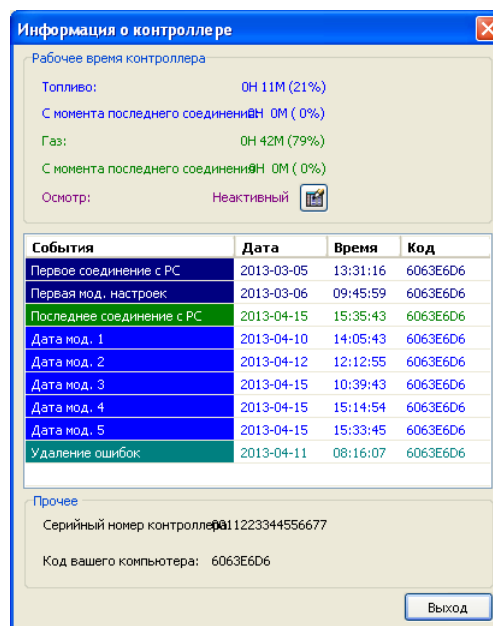 Информация о контроллере
Рабочее время контроллера
Топливо: 0H 11M (21%)
С момента последнего соединения 0H 0M ( 0%)
Газ: 0H 42M (79%)
С момента последнего соединения 0H 0M ( 0%)
Осмотр: Неактивный
События Дата Время Код
Первое соединение с PC 2013-03-05 13:31:16 6063E6D6
Первая мод. настроек 2013-03-06 09:45:59 6063E6D6
Последнее соединение с PC 2013-04-15 15:35:43 6063E6D6
Дата мод. 1 2013-04-10 14:05:43 6063E6D6
Дата мод. 2 2013-04-12 12:12:55 6063E6D6
Дата мод. 3 2013-04-15 10:39:43 6063E6D6
Дата мод. 4 2013-04-15 15:14:54 6063E6D6
Дата мод. 5 2013-04-15 15:33:45 6063E6D6
Удаление ошибок 2013-04-11 08:16:07 6063E6D6
Прочее
Серийный номер контроллера 0011223344556677
Код вашего компьютера: 6063E6D6
Выход